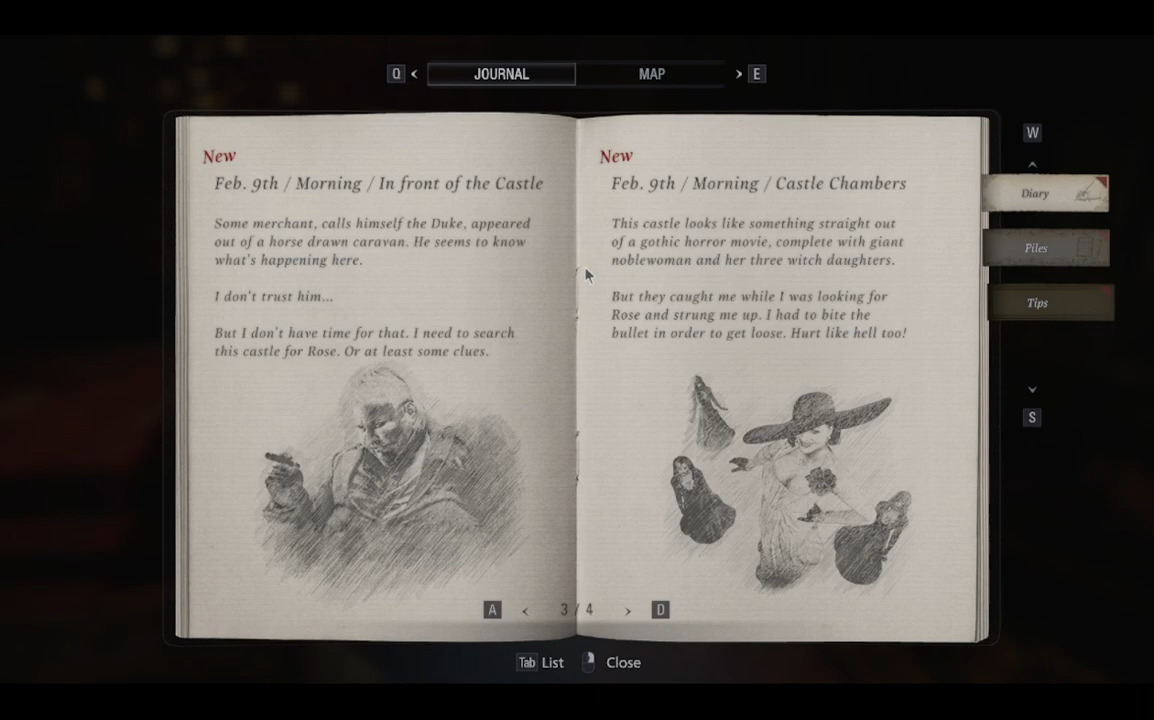 Q
JOURNAL
MAP
E
New
Feb. 9th / Morning / In front of the Castle
Some merchant, calls himself the Duke, appeared
out of a horse drawn caravan. He seems to know
what's happening here.
I don't trust him...
But I don't have time for that. I need to search
this castle for Rose. Or at least some clues.
New
Feb. 9th / Morning / Castle Chambers
This castle looks like something straight out
of a gothic horror movie, complete with giant
noblewoman and her three witch daughters.
But they caught me while I was looking for
Rose and strung me up. I had to bite the
bullet in order to get loose. Hurt like hell too!
W
Diary
Files
Tips
S
A < 3 / 4 > D
Tab List Close